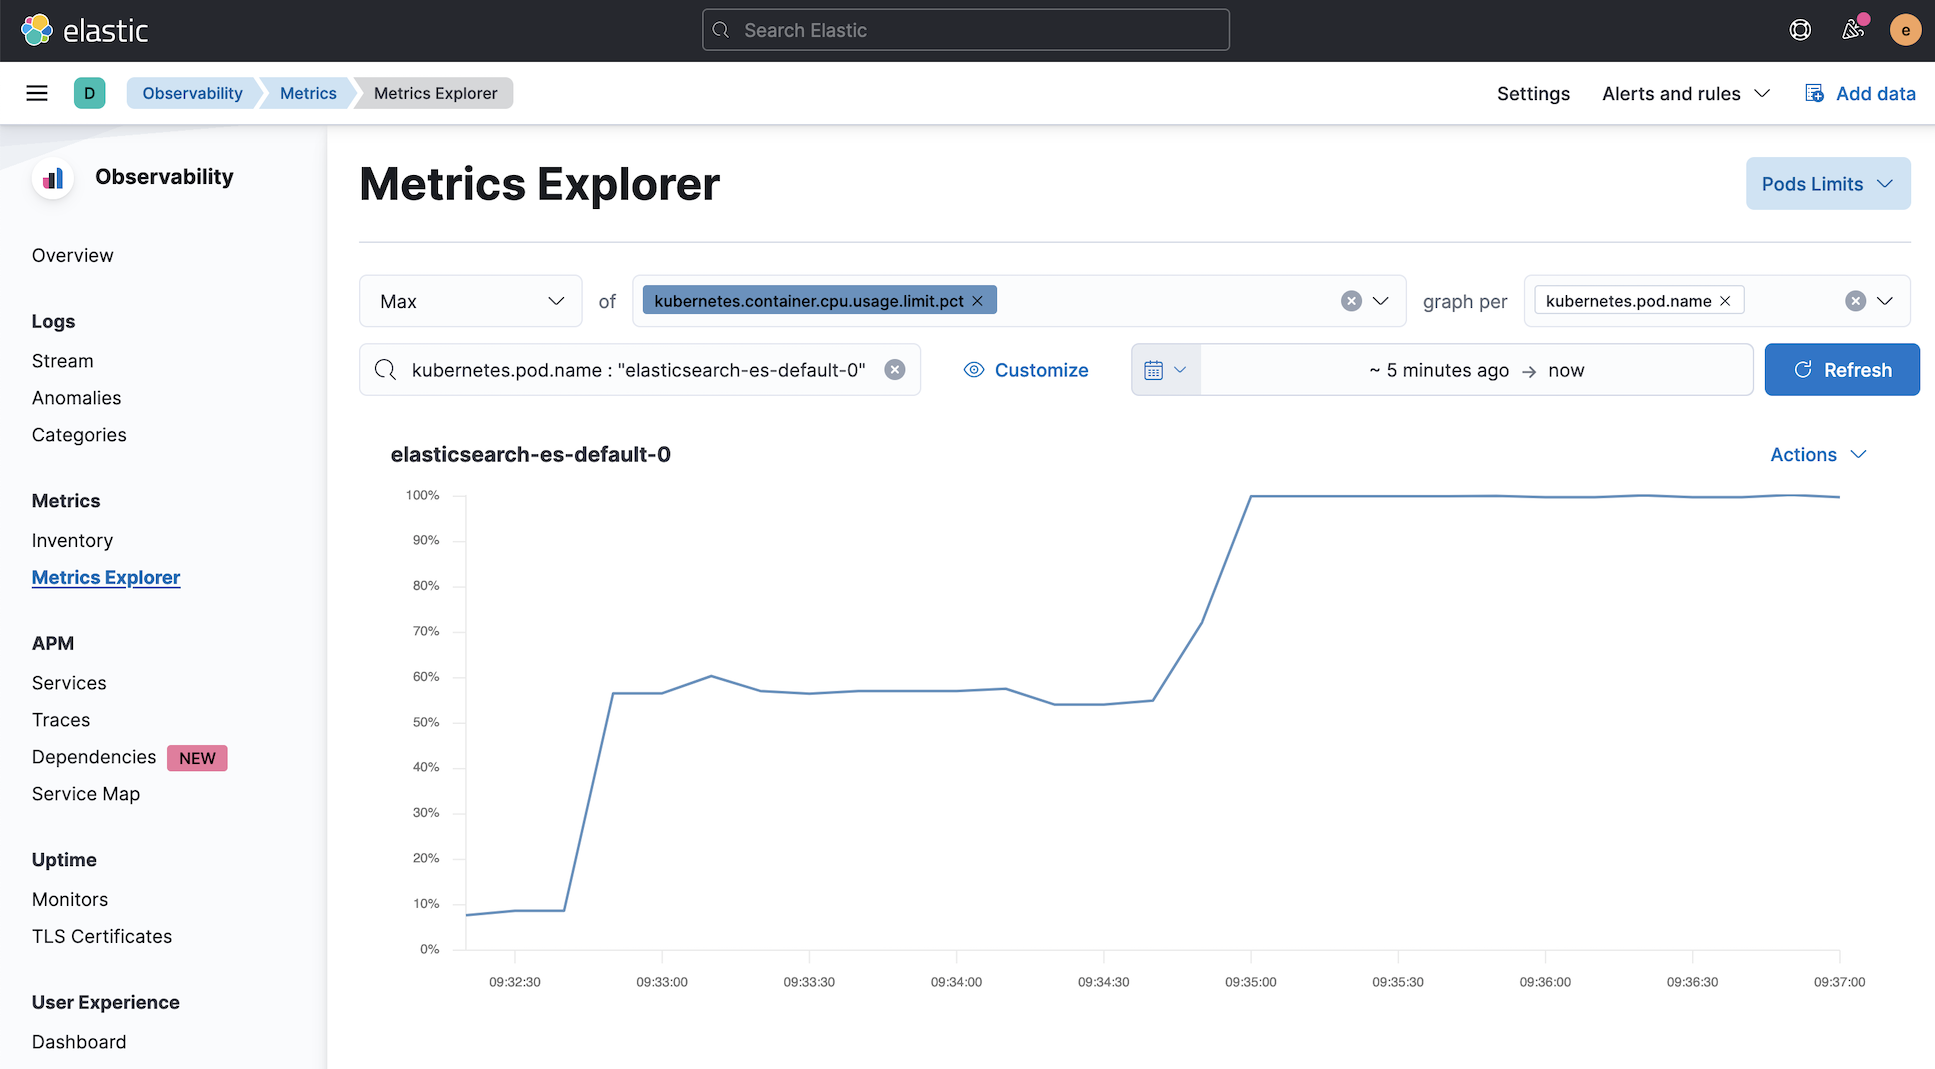 elastic
Search Elastic
e
D
Observability
Metrics
Metrics Explorer
Settings
Alerts and rules
Add data
Observability
Overview
Logs
Stream
Anomalies
Categories
Metrics
Inventory
Metrics Explorer
APM
Services
Traces
Dependencies NEW
Service Map
Uptime
Monitors
TLS Certificates
User Experience
Dashboard
Metrics Explorer
Pods Limits
Max of kubernetes.container.cpu.usage.limit.pct graph per kubernetes.pod.name
kubernetes.pod.name : "elasticsearch-es-default-0"
Customize
~ 5 minutes ago → now
Refresh
elasticsearch-es-default-0
Actions
100%
90%
80%
70%
60%
50%
40%
30%
20%
10%
0%
09:32:30 09:33:00 09:33:30 09:34:00 09:34:30 09:35:00 09:35:30 09:36:00 09:36:30 09:37:00